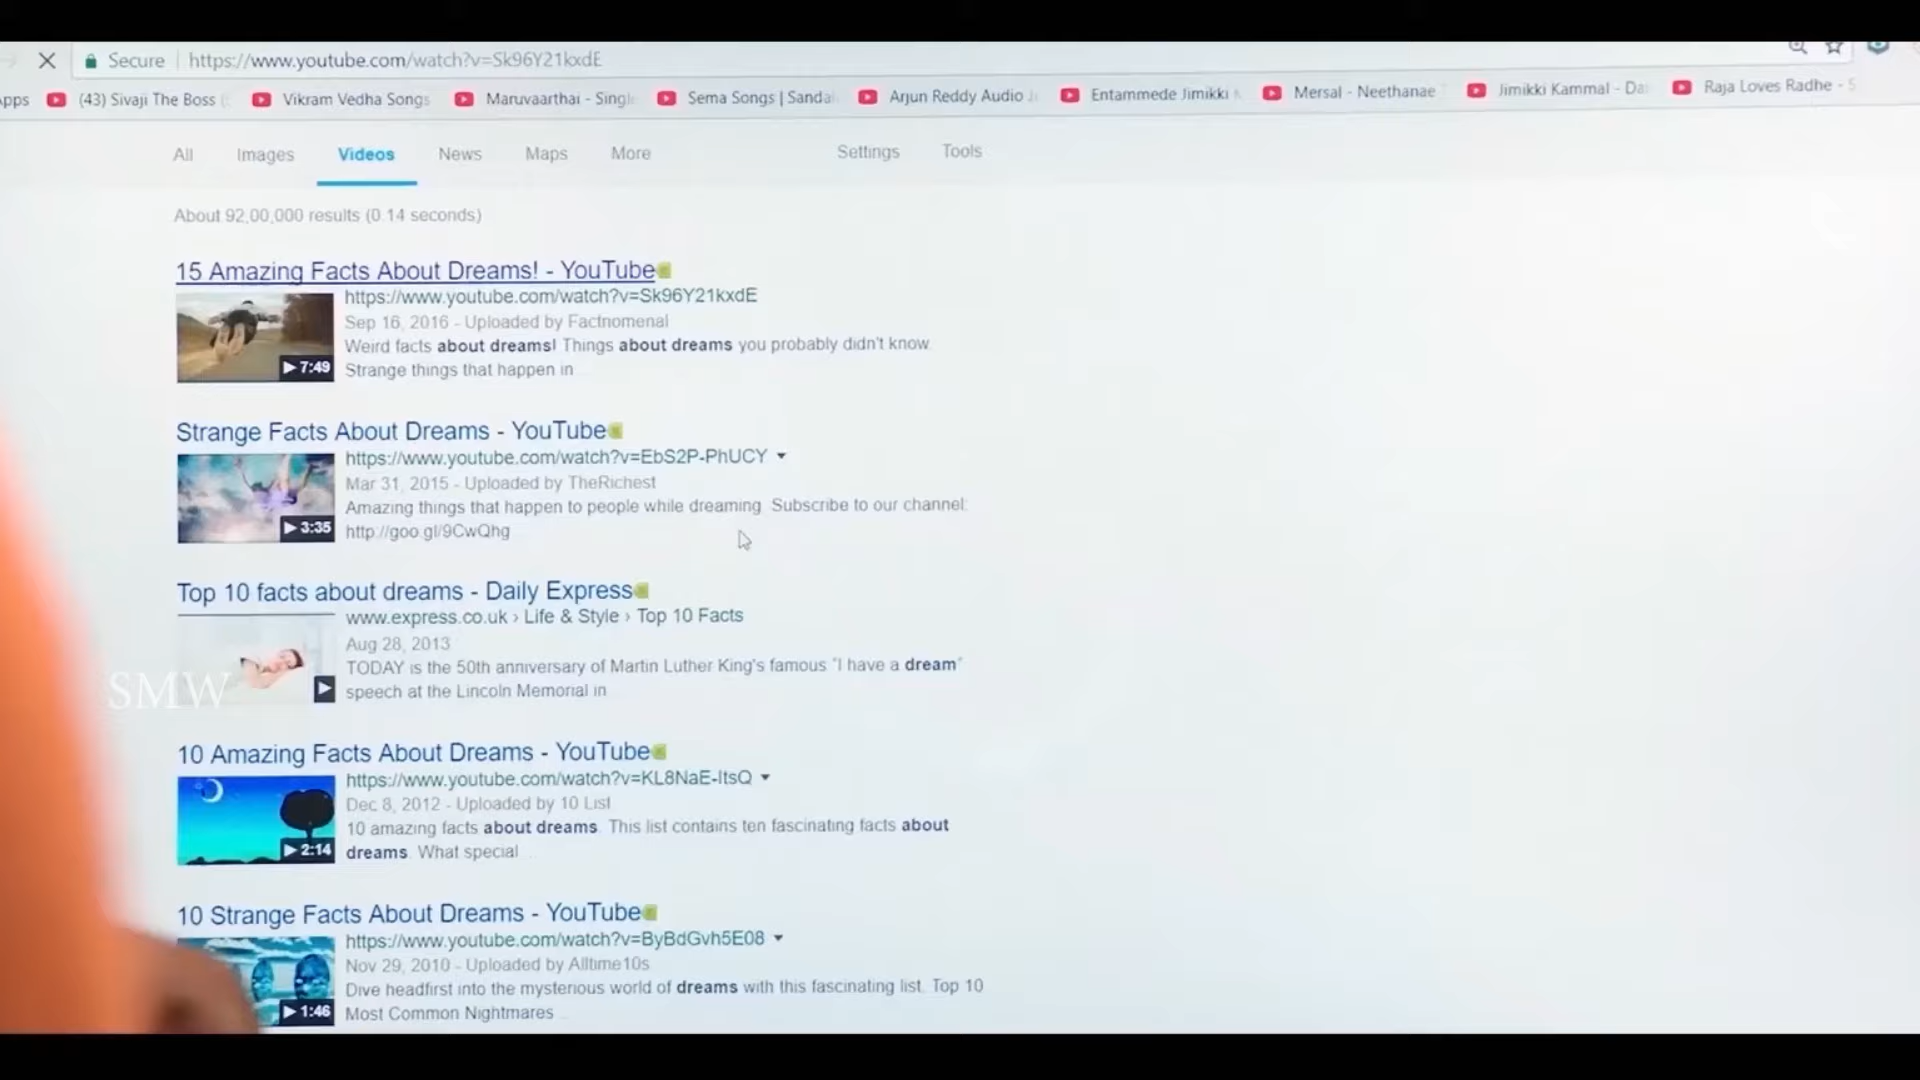 Secure https://www.youtube.com/watch?v=Sk96Y21kxdE
pps (43) Sivaji The Boss Vikram Vedha Songs Maruvaarthai - Singl Sema Songs | Sanda Arjun Reddy Audio J Entammede Jimikki K Mersal - Neethanae Jimikki Kammal - Da Raja Loves Radhe - S
All Images Videos News Maps More Settings Tools
About 92,00,000 results (0.14 seconds)
15 Amazing Facts About Dreams! - YouTube
https://www.youtube.com/watch?v=Sk96Y21kxdE
Sep 16, 2016 - Uploaded by Factnomenal
Weird facts about dreams! Things about dreams you probably didn't know.
Strange things that happen in
7:49
Strange Facts About Dreams - YouTube
https://www.youtube.com/watch?v=EbS2P-PhUCY
Mar 31, 2015 - Uploaded by TheRichest
Amazing things that happen to people while dreaming Subscribe to our channel:
http://goo.gl/9CwQhg
3:35
Top 10 facts about dreams - Daily Express
www.express.co.uk › Life & Style › Top 10 Facts
Aug 28, 2013
TODAY is the 50th anniversary of Martin Luther King's famous "I have a dream"
speech at the Lincoln Memorial in
SMW
10 Amazing Facts About Dreams - YouTube
https://www.youtube.com/watch?v=KL8NaE-ItsQ
Dec 8, 2012 - Uploaded by 10 List
10 amazing facts about dreams. This list contains ten fascinating facts about
dreams. What special
2:14
10 Strange Facts About Dreams - YouTube
https://www.youtube.com/watch?v=ByBdGvh5E08
Nov 29, 2010 - Uploaded by Alltime10s
Dive headfirst into the mysterious world of dreams with this fascinating list. Top 10
Most Common Nightmares
1:46